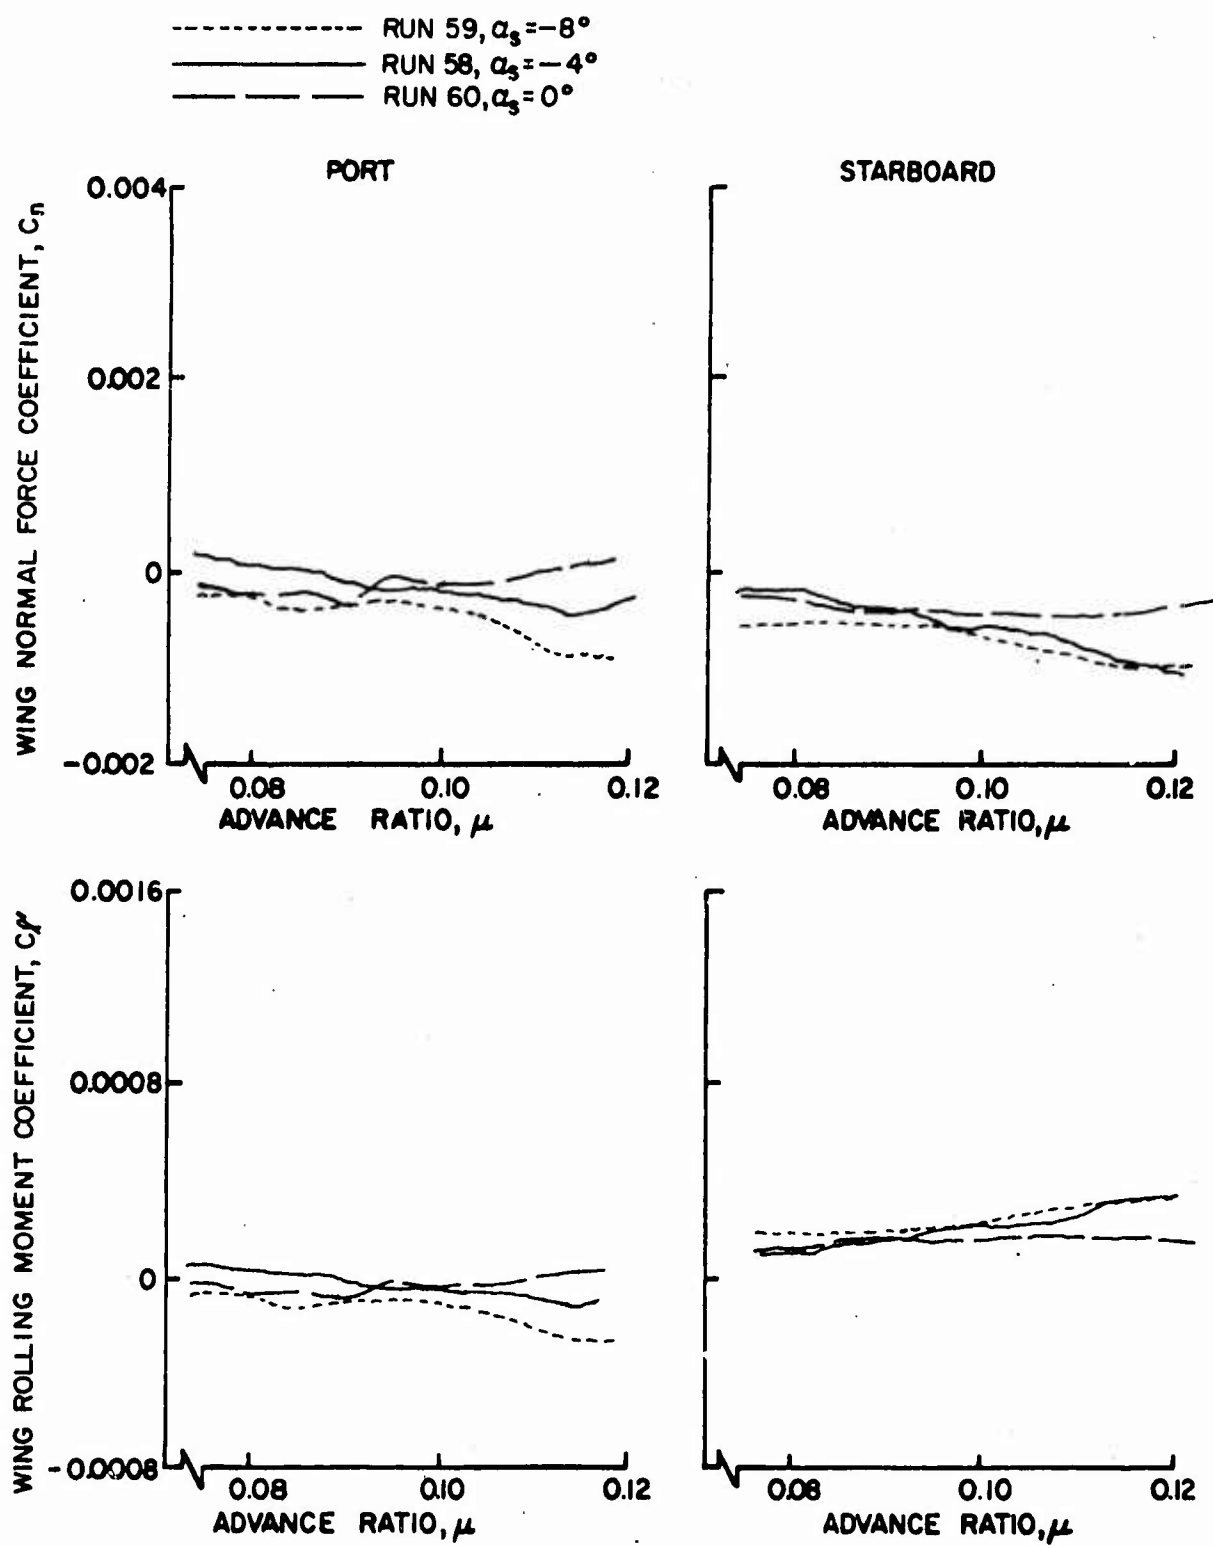 RUN 59, αs=-8°
RUN 58, αs=-4°
RUN 60, αs=0°
PORT
STARBOARD
WING NORMAL FORCE COEFFICIENT, Cn
0.004
0.002
0
-0.002
0.08
0.10
0.12
ADVANCE RATIO, μ
0.08
0.10
0.12
ADVANCE RATIO, μ
WING ROLLING MOMENT COEFFICIENT, Cℓ
0.0016
0.0008
0
-0.0008
0.08
0.10
0.12
ADVANCE RATIO, μ
0.08
0.10
0.12
ADVANCE RATIO, μ